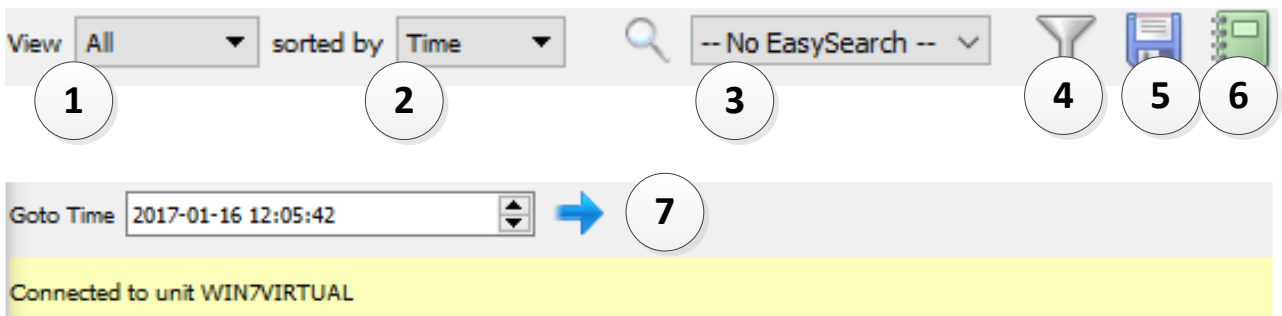 View All sorted by Time -- No EasySearch --
1 2 3 4 5 6
Goto Time 2017-01-16 12:05:42 7
Connected to unit WIN7VIRTUAL